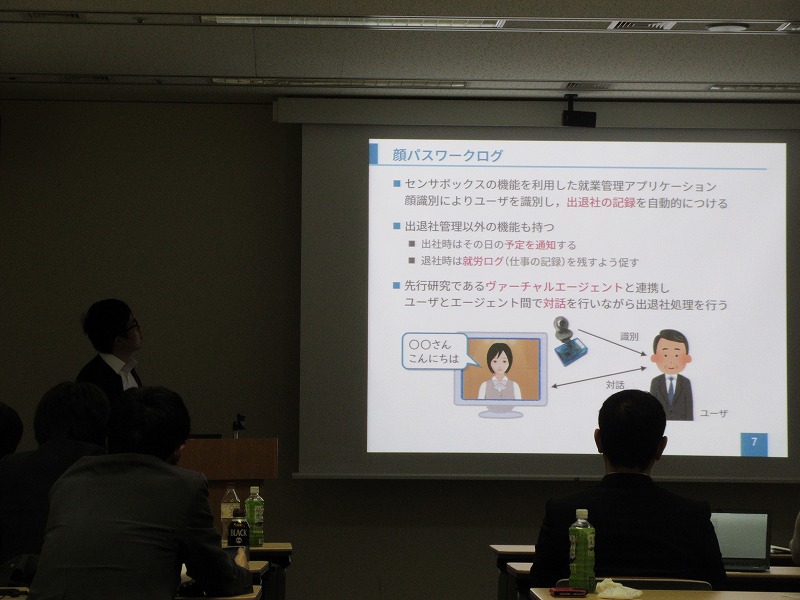 顔パスワークログ
■ センサボックスの機能を利用した就業管理アプリケーション
顔識別によりユーザを識別し，出退社の記録を自動的につける
■ 出退社管理以外の機能も持つ
■ 出社時はその日の予定を通知する
■ 退社時は就労ログ（仕事の記録）を残すよう促す
■ 先行研究であるヴァーチャルエージェントと連携し
ユーザとエージェント間で対話を行いながら出退社処理を行う
〇〇さん
こんにちは
識別
対話
ユーザ
7
BLACK